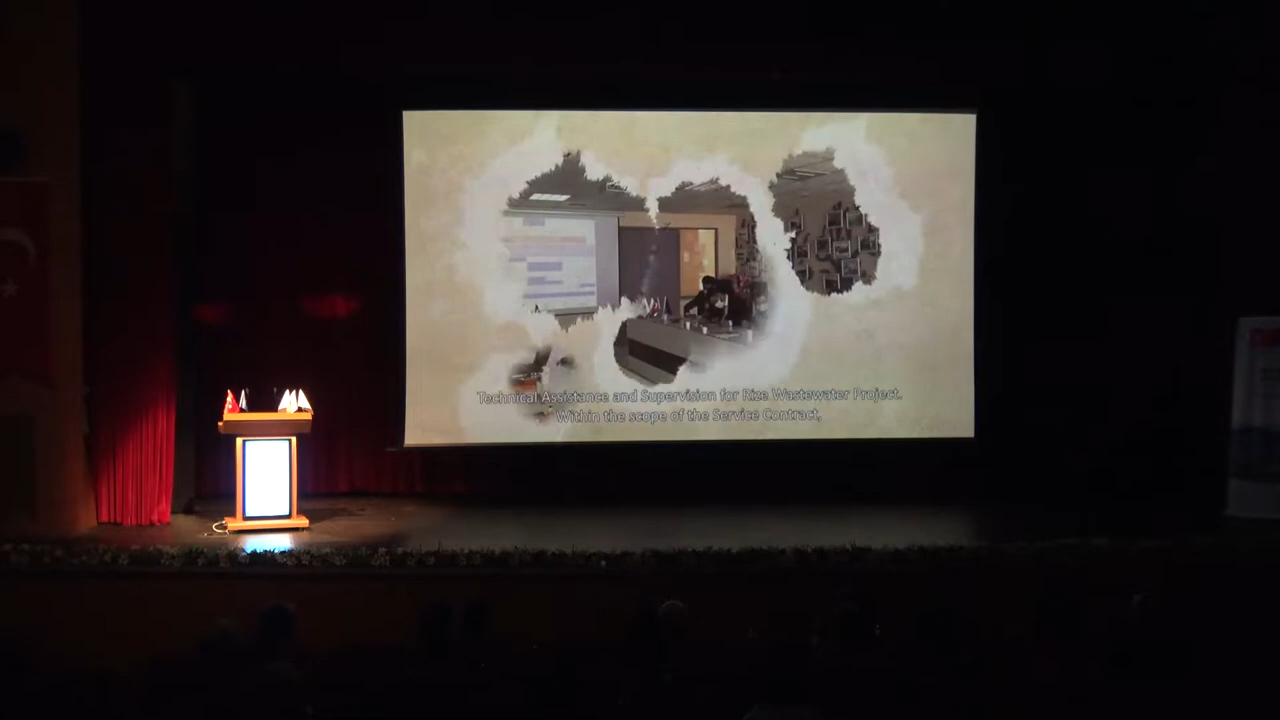 Technical Assistance and Supervision for Rize Wastewater Project.
Within the scope of the Service Contract,